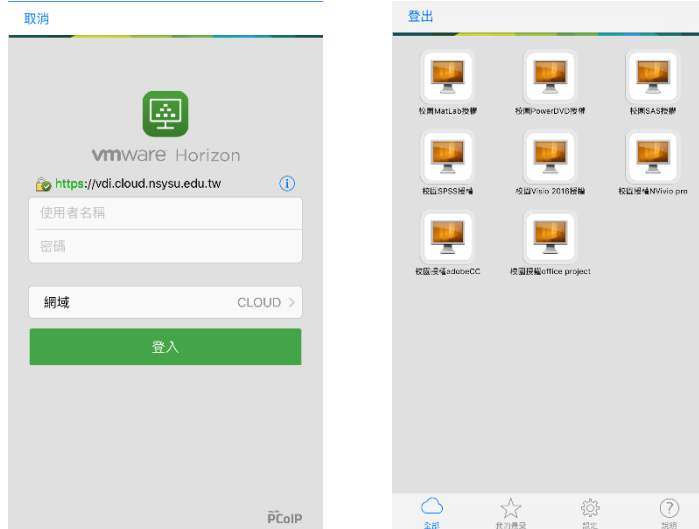 取消
vmware Horizon
https://vdi.cloud.nsysu.edu.tw
使用者名稱
密碼
網域 CLOUD
登入
PCoIP
登出
校園MatLab授權 校園PowerDVD授權 校園SAS授權
校園SPSS授權 校園Visio 2016授權 校園授權NVivio pro
校園授權adobeCC 校園授權office project
全部 我的最愛 設定 說明